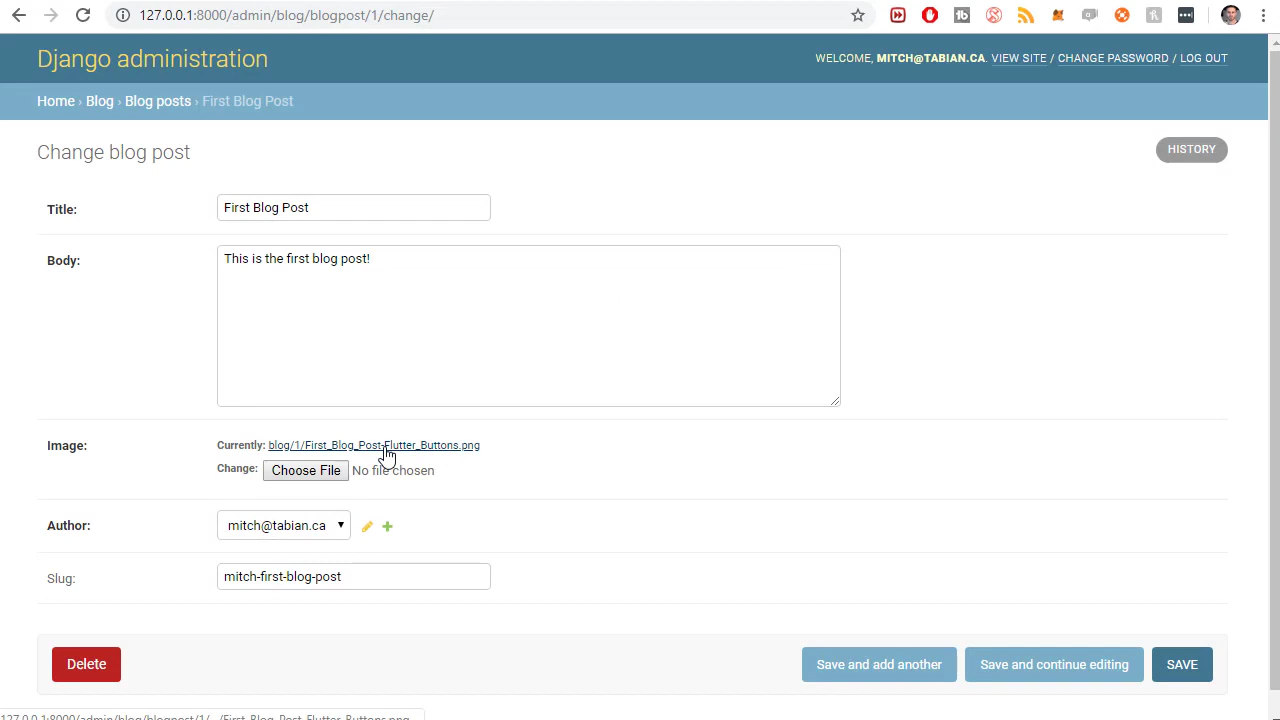 127.0.0.1:8000/admin/blog/blogpost/1/change/
Django administration
WELCOME, MITCH@TABIAN.CA. VIEW SITE / CHANGE PASSWORD / LOG OUT
Home › Blog › Blog posts › First Blog Post
Change blog post
HISTORY
Title:
First Blog Post
Body:
This is the first blog post!
Image:
Currently: blog/1/First_Blog_Post-Flutter_Buttons.png
Change: Choose File No file chosen
Author:
mitch@tabian.ca
Slug:
mitch-first-blog-post
Delete
Save and add another
Save and continue editing
SAVE